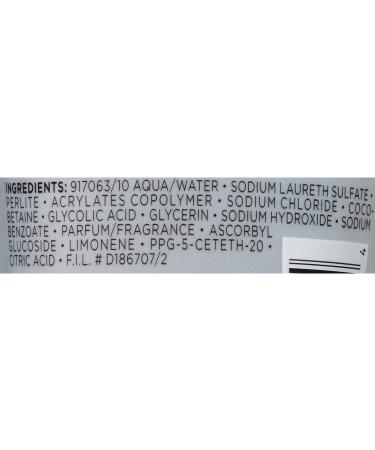 INGREDIENTS: 917063/10 AQUA/WATER • SODIUM LAURETH SULFATE •
PERLITE • ACRYLATES COPOLYMER • SODIUM CHLORIDE • COCO-
BETAINE • GLYCOLIC ACID • GLYCERIN • SODIUM HYDROXIDE • SODIUM
BENZOATE • PARFUM/FRAGRANCE • ASCORBYL
GLUCOSIDE • LIMONENE • PPG-5-CETETH-20 •
CITRIC ACID • F.I.L. # D186707/2
4